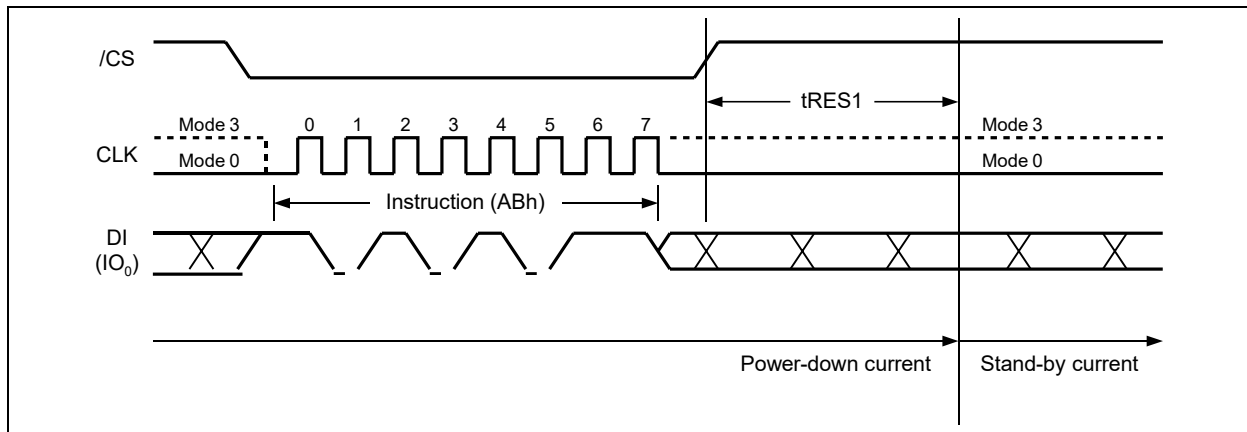 /CS
tRES1
Mode 3
0 1 2 3 4 5 6 7
Mode 3
CLK
Mode 0
Mode 0
Instruction (ABh)
DI
(IO₀)
Power-down current
Stand-by current